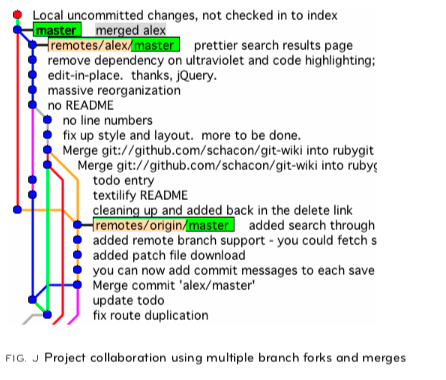 Local uncommitted changes, not checked in to index
master merged alex
remotes/alex/master prettier search results page
remove dependency on ultraviolet and code highlighting;
edit-in-place. thanks, jQuery.
massive reorganization
no README
no line numbers
fix up style and layout. more to be done.
Merge git://github.com/schacon/git-wiki into rubygit
Merge git://github.com/schacon/git-wiki into ruby
todo entry
textilify README
cleaning up and added back in the delete link
remotes/origin/master added search through
added remote branch support - you could fetch s
added patch file download
you can now add commit messages to each save
Merge commit 'alex/master'
update todo
fix route duplication
FIG. J Project collaboration using multiple branch forks and merges